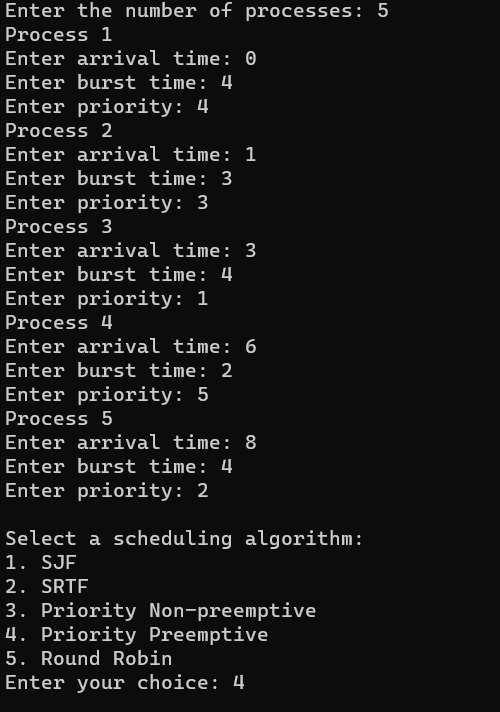 Enter the number of processes: 5
Process 1
Enter arrival time: 0
Enter burst time: 4
Enter priority: 4
Process 2
Enter arrival time: 1
Enter burst time: 3
Enter priority: 3
Process 3
Enter arrival time: 3
Enter burst time: 4
Enter priority: 1
Process 4
Enter arrival time: 6
Enter burst time: 2
Enter priority: 5
Process 5
Enter arrival time: 8
Enter burst time: 4
Enter priority: 2
Select a scheduling algorithm:
1. SJF
2. SRTF
3. Priority Non-preemptive
4. Priority Preemptive
5. Round Robin
Enter your choice: 4